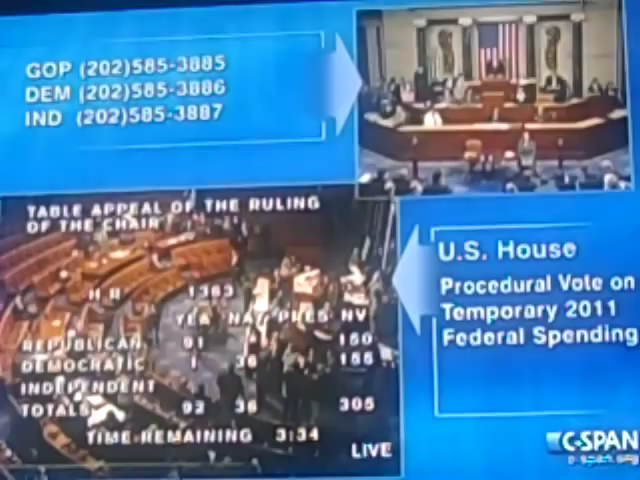 GOP (202)585-3885
DEM (202)585-3886
IND (202)585-3887
TABLE APPEAL OF THE RULING
OF THE CHAIR
H R 1363
YEA NAY PRES NV
REPUBLICAN 91 150
DEMOCRATIC 1 36 155
INDEPENDENT
TOTALS 92 36 305
TIME REMAINING 3:34
LIVE
U.S. House
Procedural Vote on
Temporary 2011
Federal Spending
C-SPAN